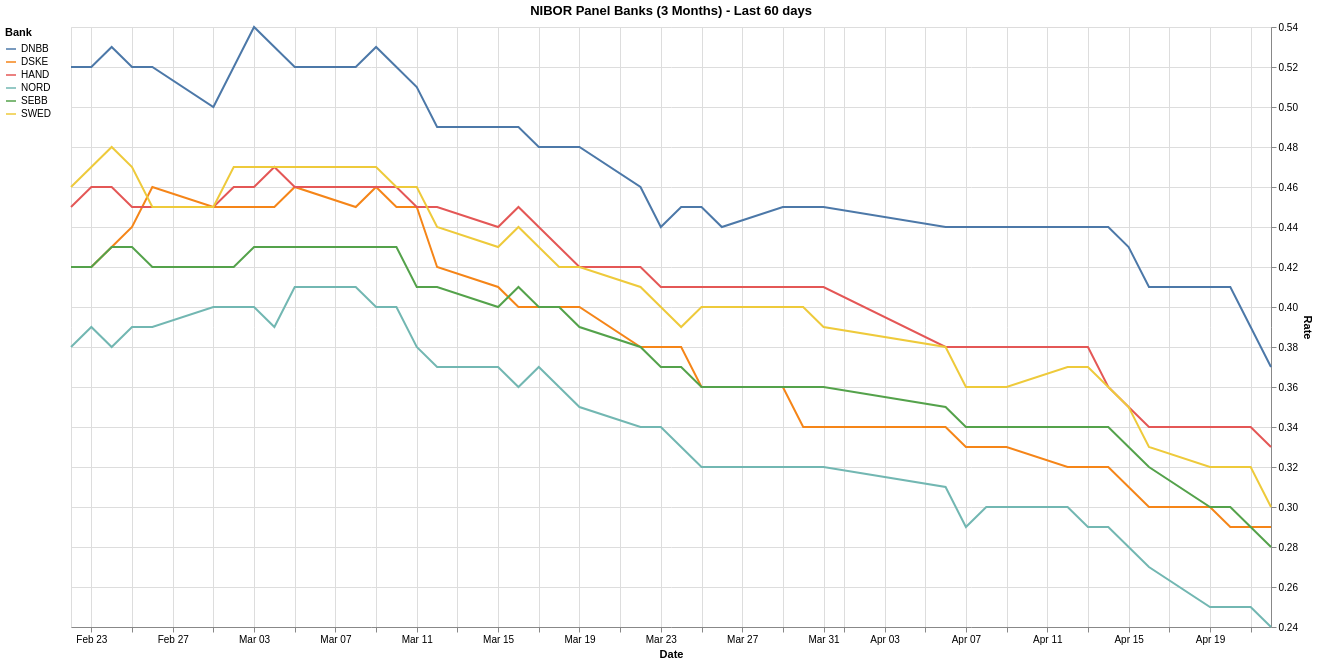 NIBOR Panel Banks (3 Months) - Last 60 days
Bank
DNBB
DSKE
HAND
NORD
SEBB
SWED
0.54
0.52
0.50
0.48
0.46
0.44
0.42
0.40
0.38
0.36
0.34
0.32
0.30
0.28
0.26
0.24
Rate
Feb 23 Feb 27 Mar 03 Mar 07 Mar 11 Mar 15 Mar 19 Mar 23 Mar 27 Mar 31 Apr 03 Apr 07 Apr 11 Apr 15 Apr 19
Date